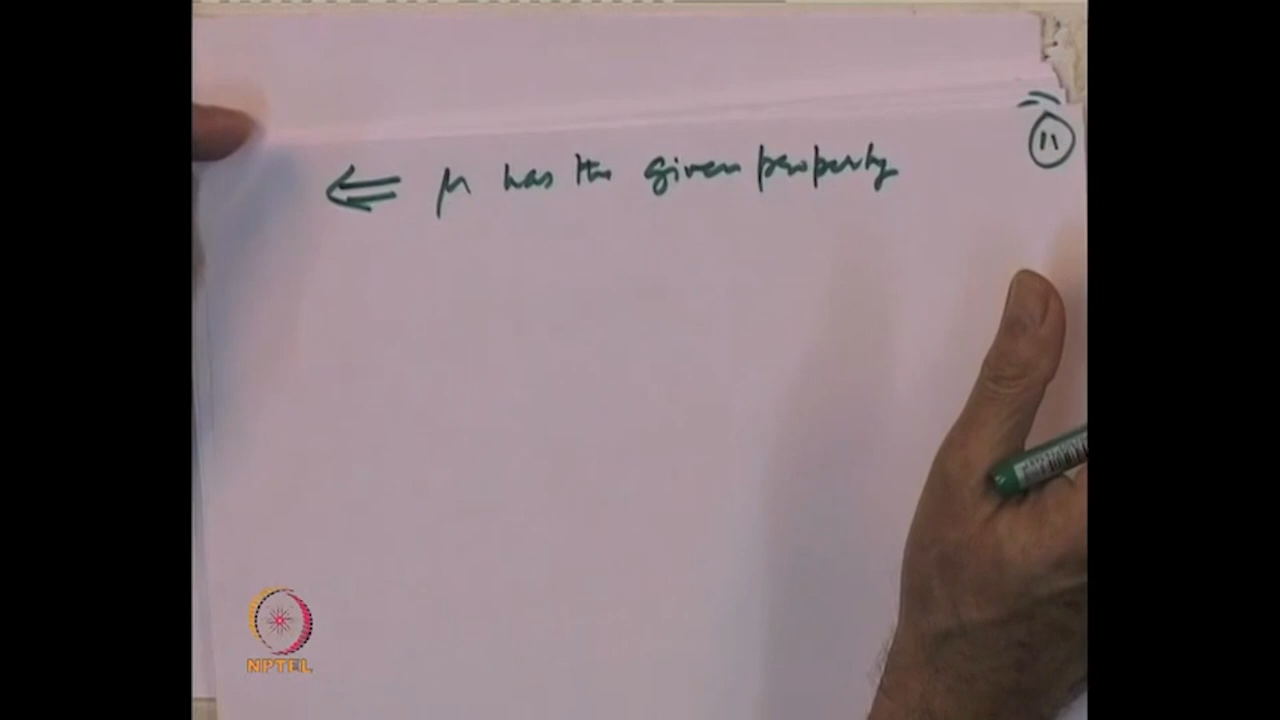 11
⇐ μ has the given property
NPTEL